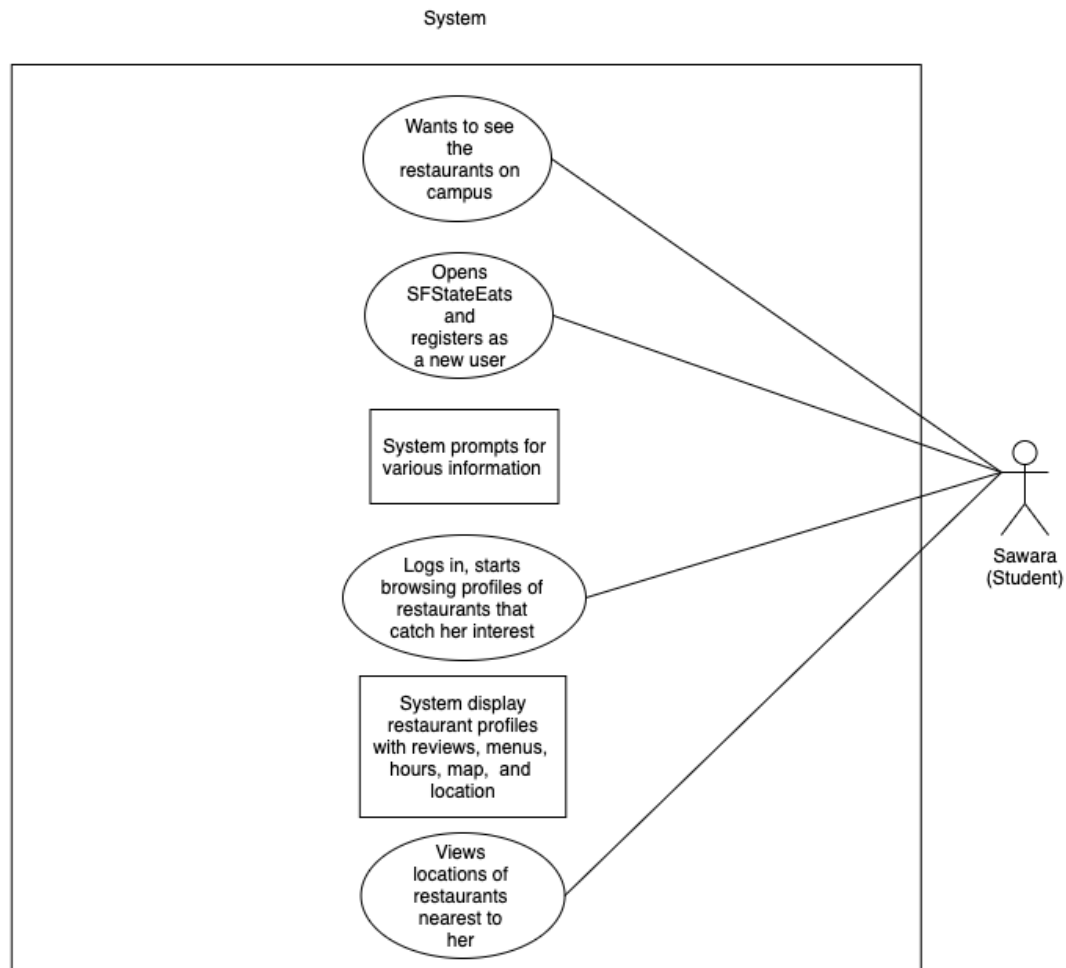 System
Wants to see
the
restaurants on
campus
Opens
SFStateEats
and
registers as
a new user
System prompts for
various information
Logs in, starts
browsing profiles of
restaurants that
catch her interest
Sawara
(Student)
System display
restaurant profiles
with reviews, menus,
hours, map, and
location
Views
locations of
restaurants
nearest to
her